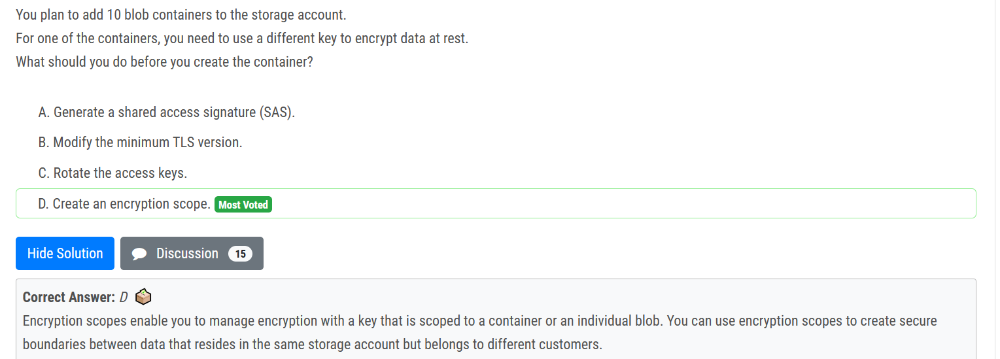 You plan to add 10 blob containers to the storage account.
For one of the containers, you need to use a different key to encrypt data at rest.
What should you do before you create the container?
A. Generate a shared access signature (SAS).
B. Modify the minimum TLS version.
C. Rotate the access keys.
D. Create an encryption scope. Most Voted
Hide Solution Discussion 15
Correct Answer: D
Encryption scopes enable you to manage encryption with a key that is scoped to a container or an individual blob. You can use encryption scopes to create secure
boundaries between data that resides in the same storage account but belongs to different customers.